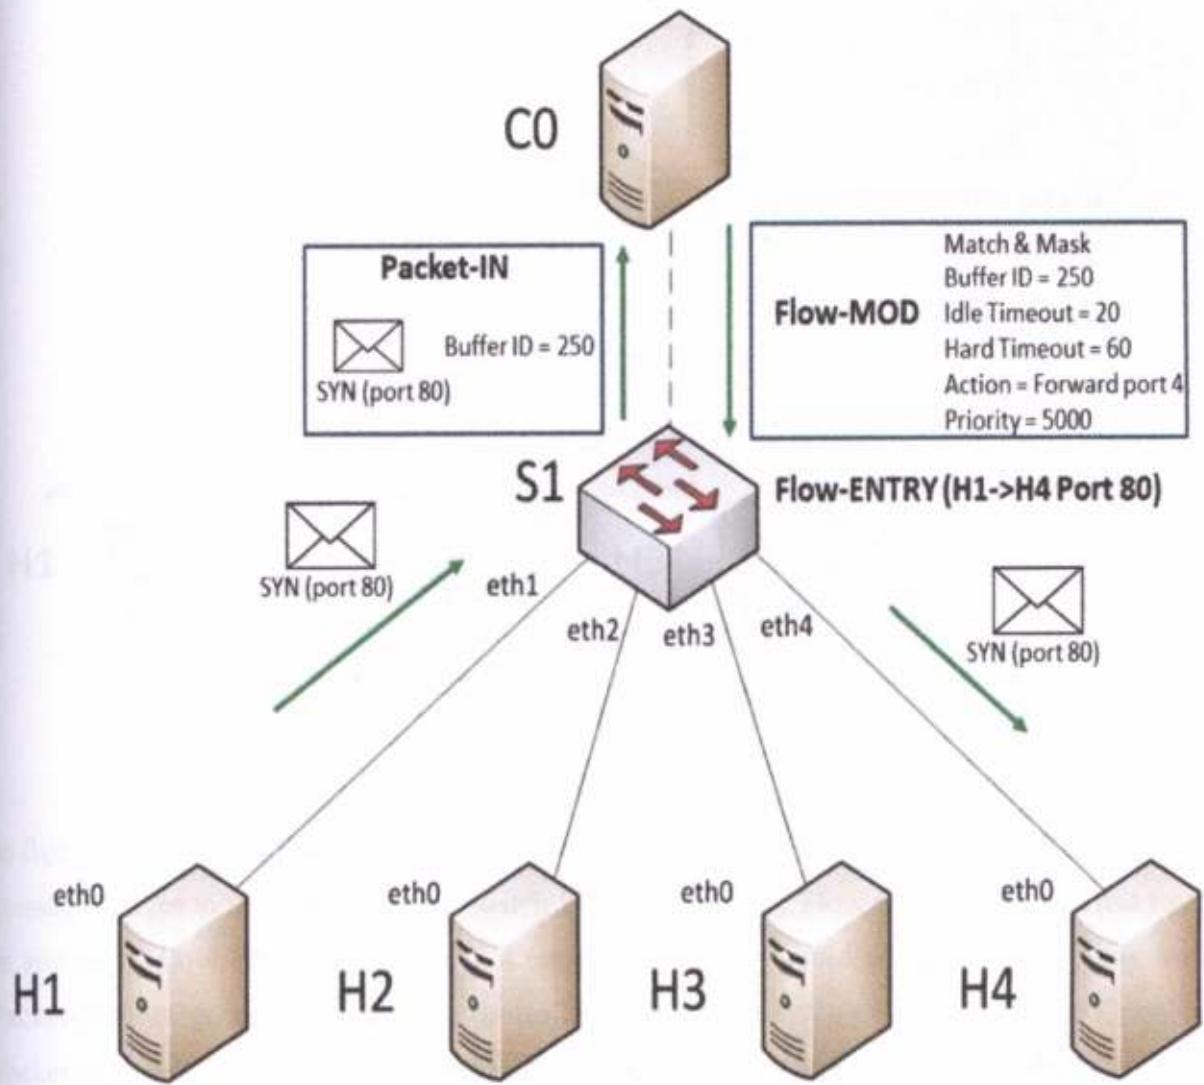 C0
Packet-IN
Buffer ID = 250
SYN (port 80)
Match & Mask
Buffer ID = 250
Flow-MOD
Idle Timeout = 20
Hard Timeout = 60
Action = Forward port 4
Priority = 5000
S1
Flow-ENTRY (H1->H4 Port 80)
SYN (port 80)
eth1
eth2
eth3
eth4
SYN (port 80)
eth0
eth0
eth0
eth0
H1
H2
H3
H4